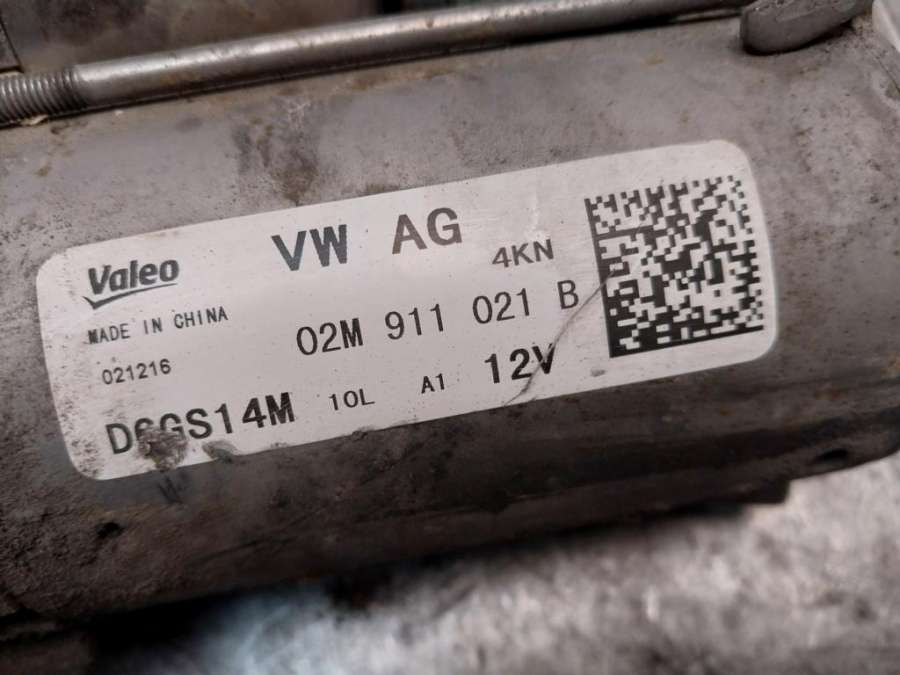 Valeo VW AG 4KN
MADE IN CHINA 02M 911 021 B
021216
D6GS14M 10L A1 12V